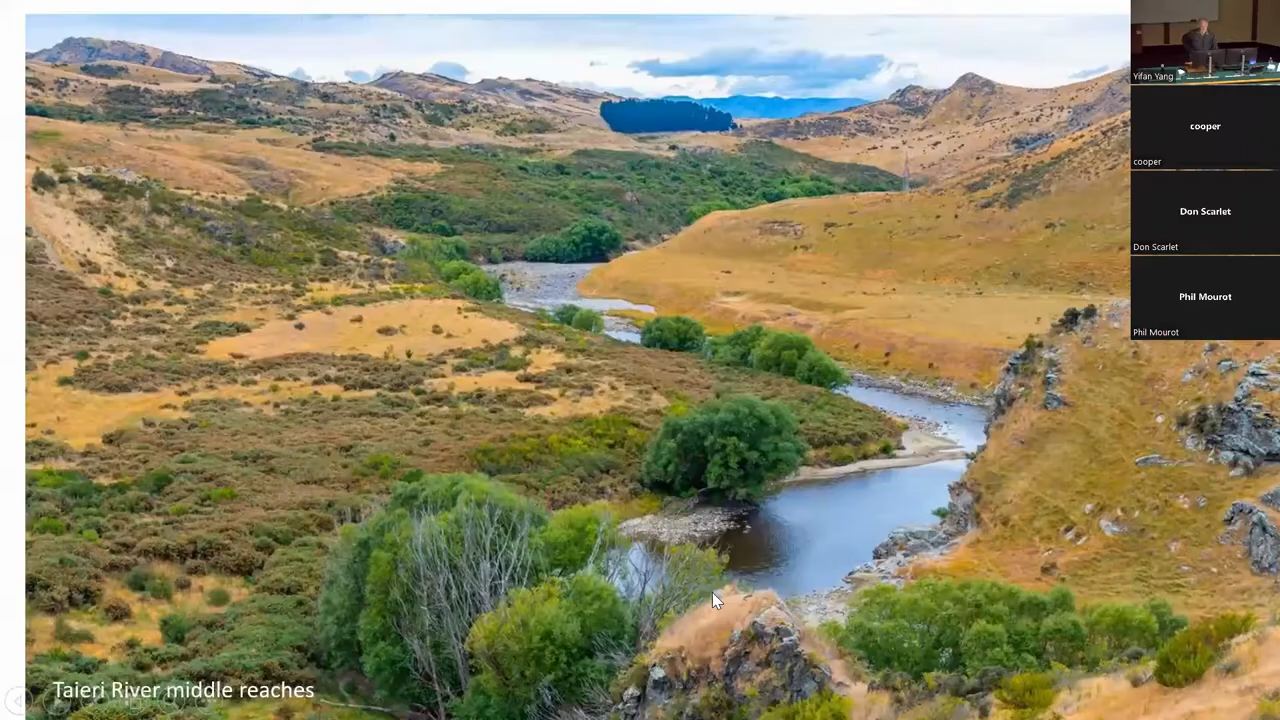 Yifan Yang
cooper
cooper
Don Scarlet
Don Scarlet
Phil Mourot
Phil Mourot
Taieri River middle reaches